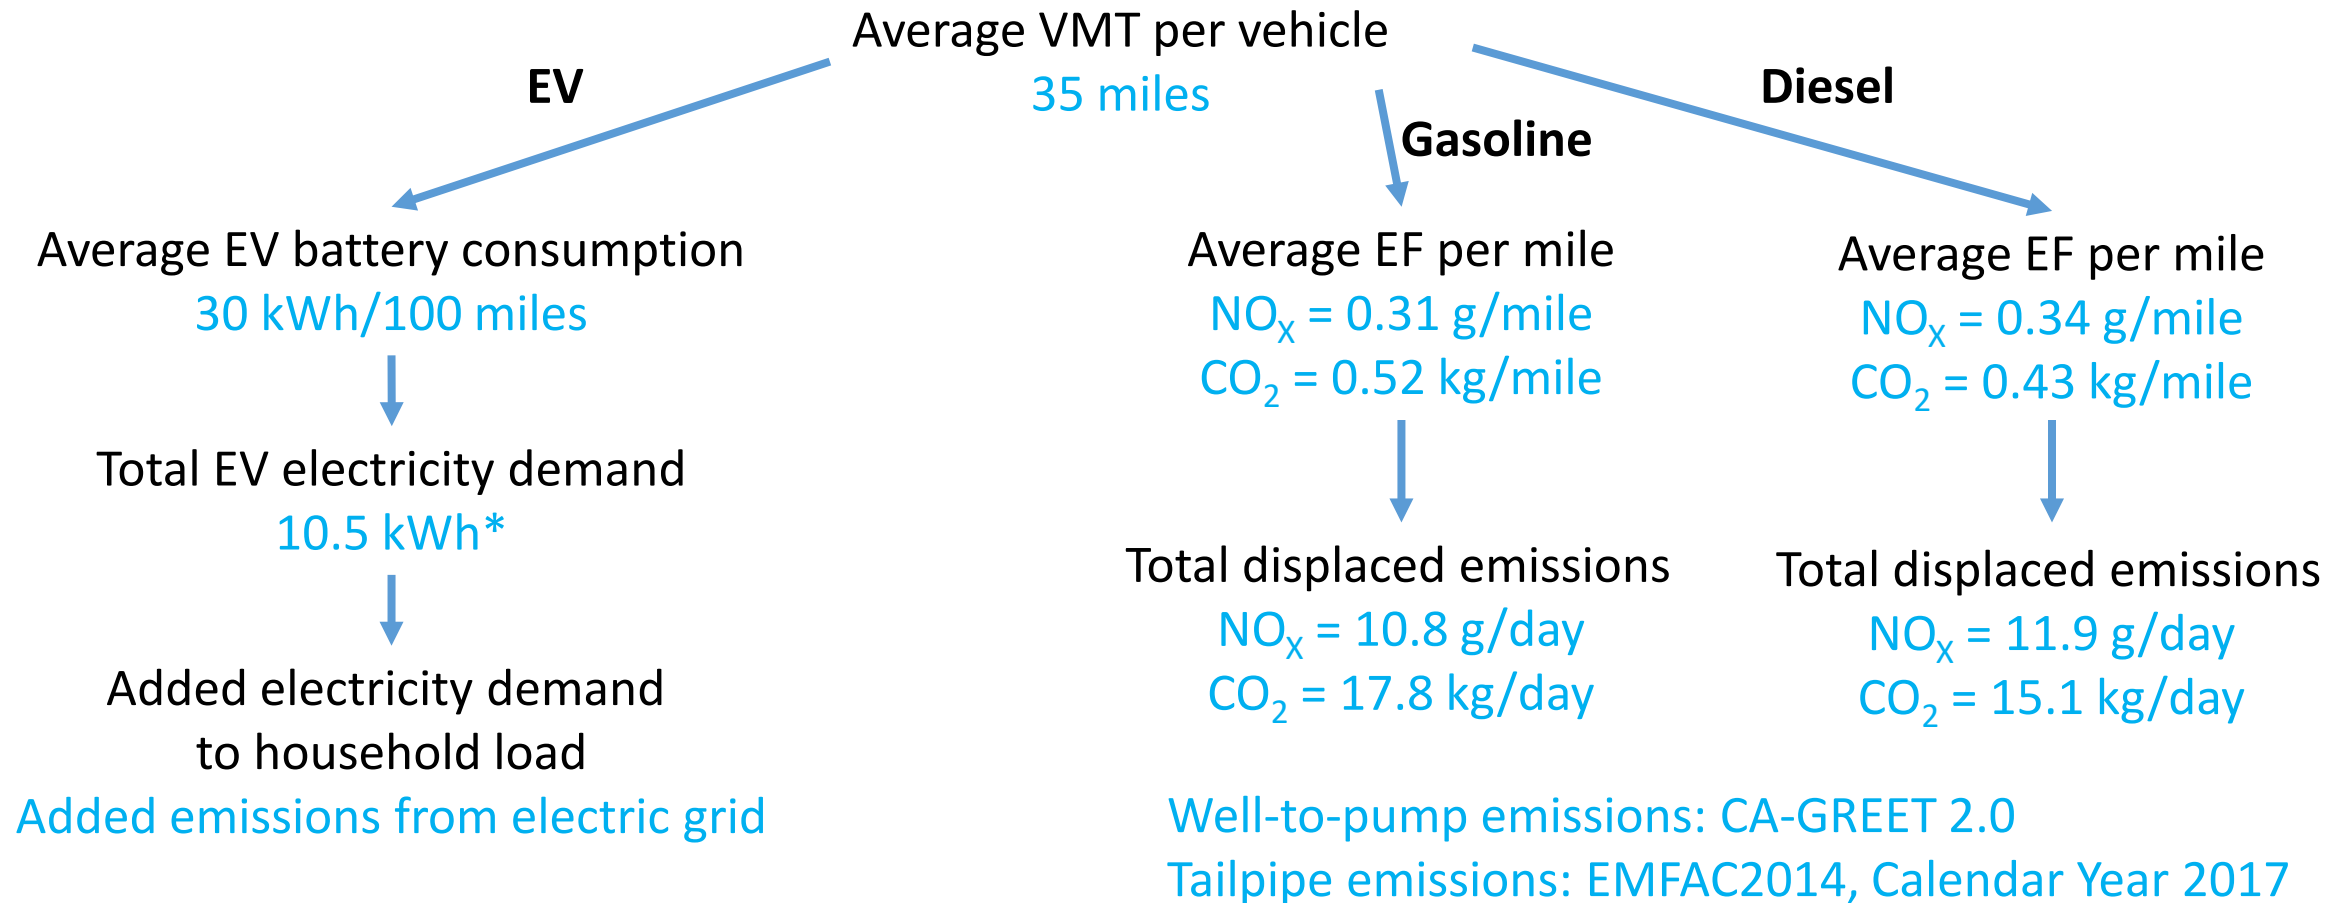 Average VMT per vehicle
35 miles
EV
Gasoline
Diesel
Average EV battery consumption
30 kWh/100 miles
Total EV electricity demand
10.5 kWh*
Added electricity demand
to household load
Added emissions from electric grid
Average EF per mile
NOX = 0.31 g/mile
CO2 = 0.52 kg/mile
Total displaced emissions
NOX = 10.8 g/day
CO2 = 17.8 kg/day
Average EF per mile
NOX = 0.34 g/mile
CO2 = 0.43 kg/mile
Total displaced emissions
NOX = 11.9 g/day
CO2 = 15.1 kg/day
Well-to-pump emissions: CA-GREET 2.0
Tailpipe emissions: EMFAC2014, Calendar Year 2017